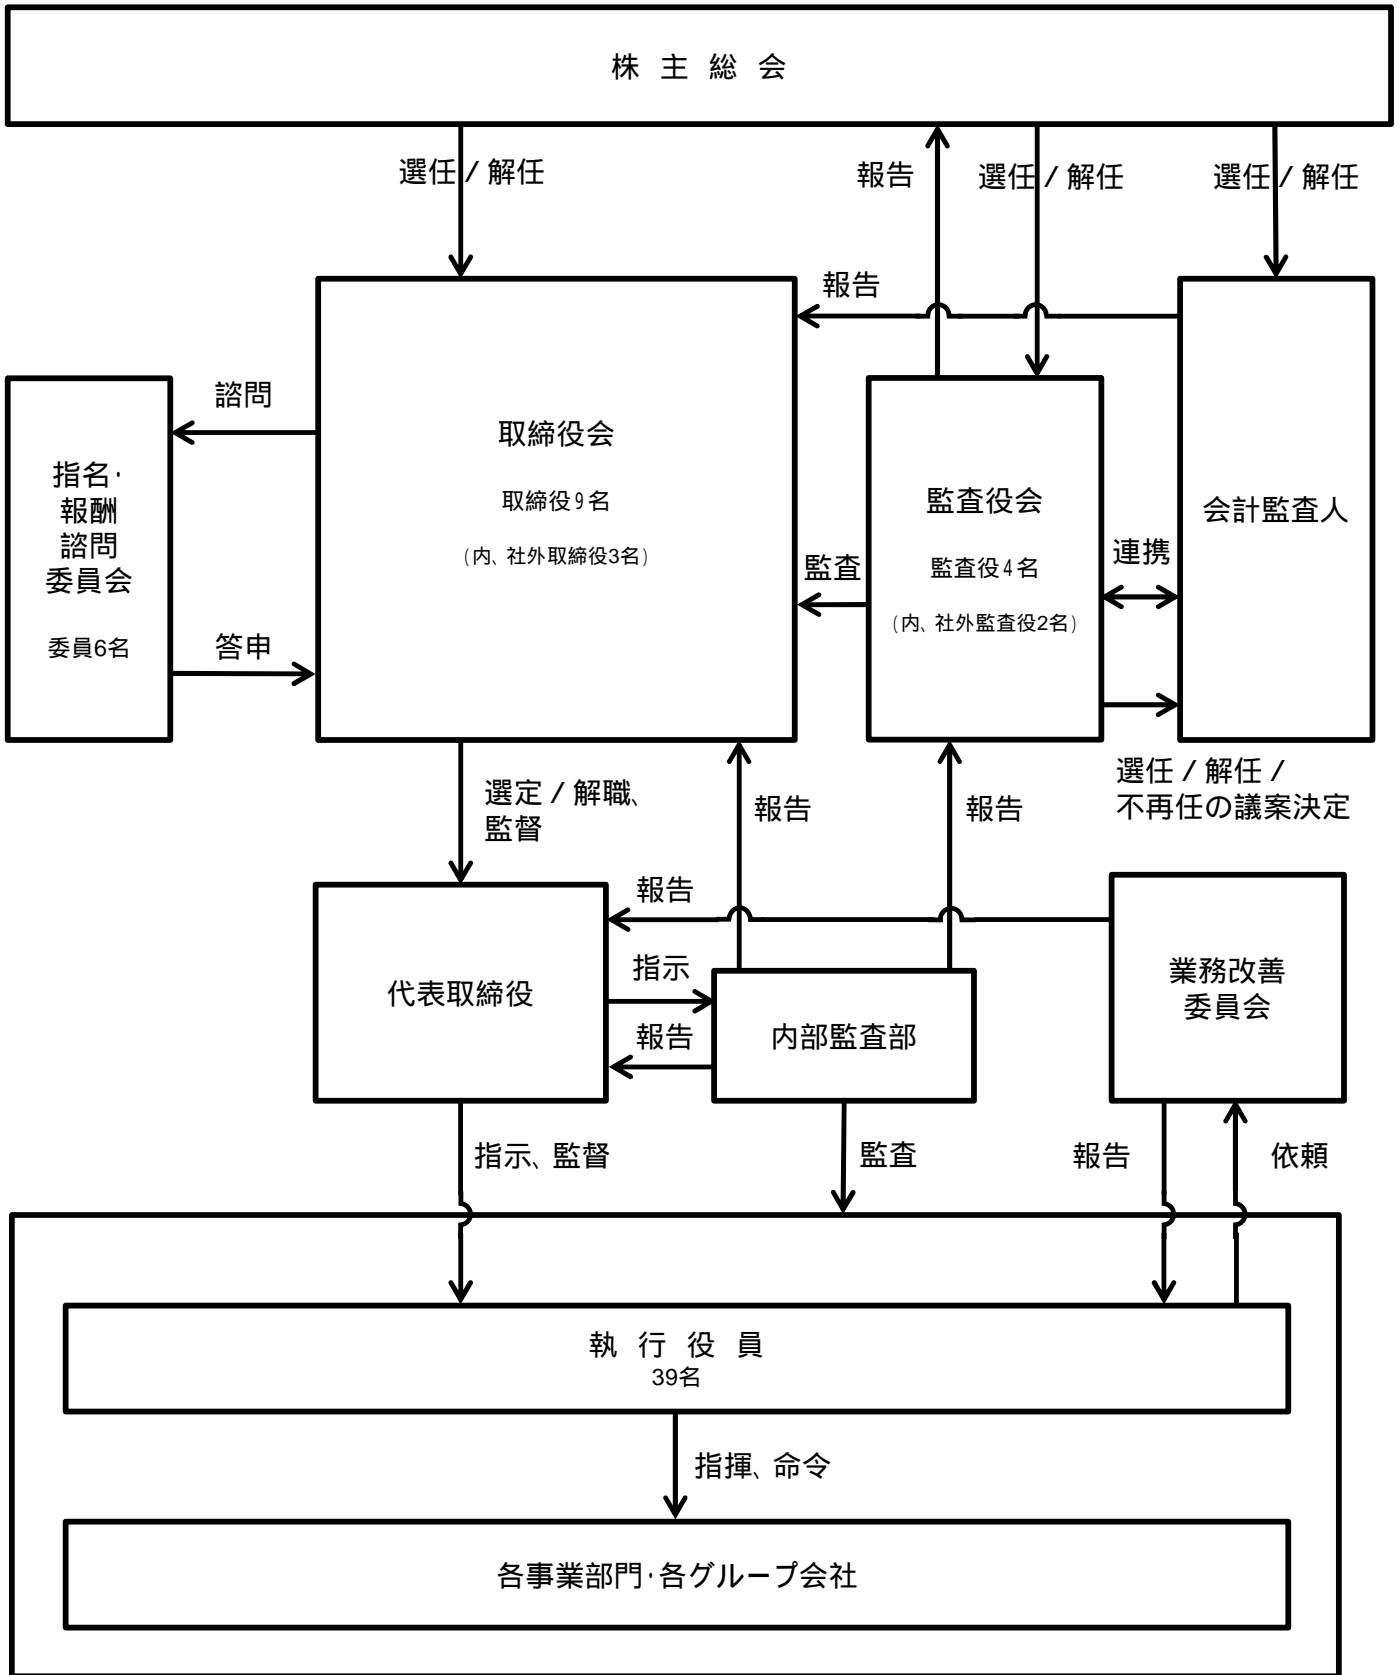 株主総会
選任 / 解任
報告
選任 / 解任
選任 / 解任
報告
諮問
取締役会
取締役9名
(内、社外取締役3名)
指名・
報酬
諮問
委員会
委員6名
答申
監査
監査役会
監査役4名
(内、社外監査役2名)
連携
会計監査人
選定 / 解職、
監督
報告
報告
選任 / 解任 /
不再任の議案決定
報告
代表取締役
指示
報告
内部監査部
業務改善
委員会
指示、監督
監査
報告
依頼
執行役員
39名
指揮、命令
各事業部門・各グループ会社